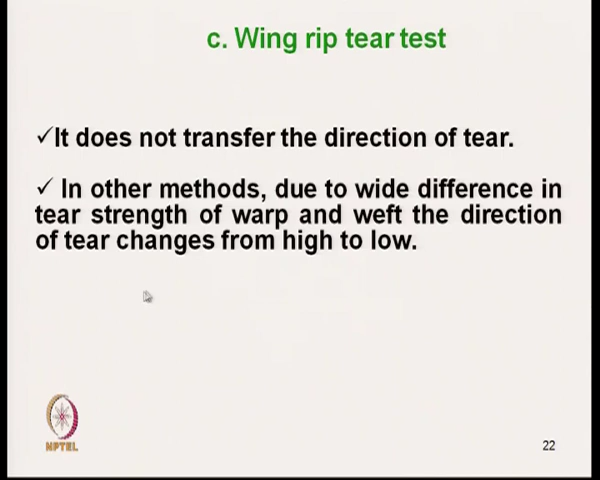 c. Wing rip tear test
✓It does not transfer the direction of tear.
✓ In other methods, due to wide difference in
tear strength of warp and weft the direction
of tear changes from high to low.
NPTEL
22